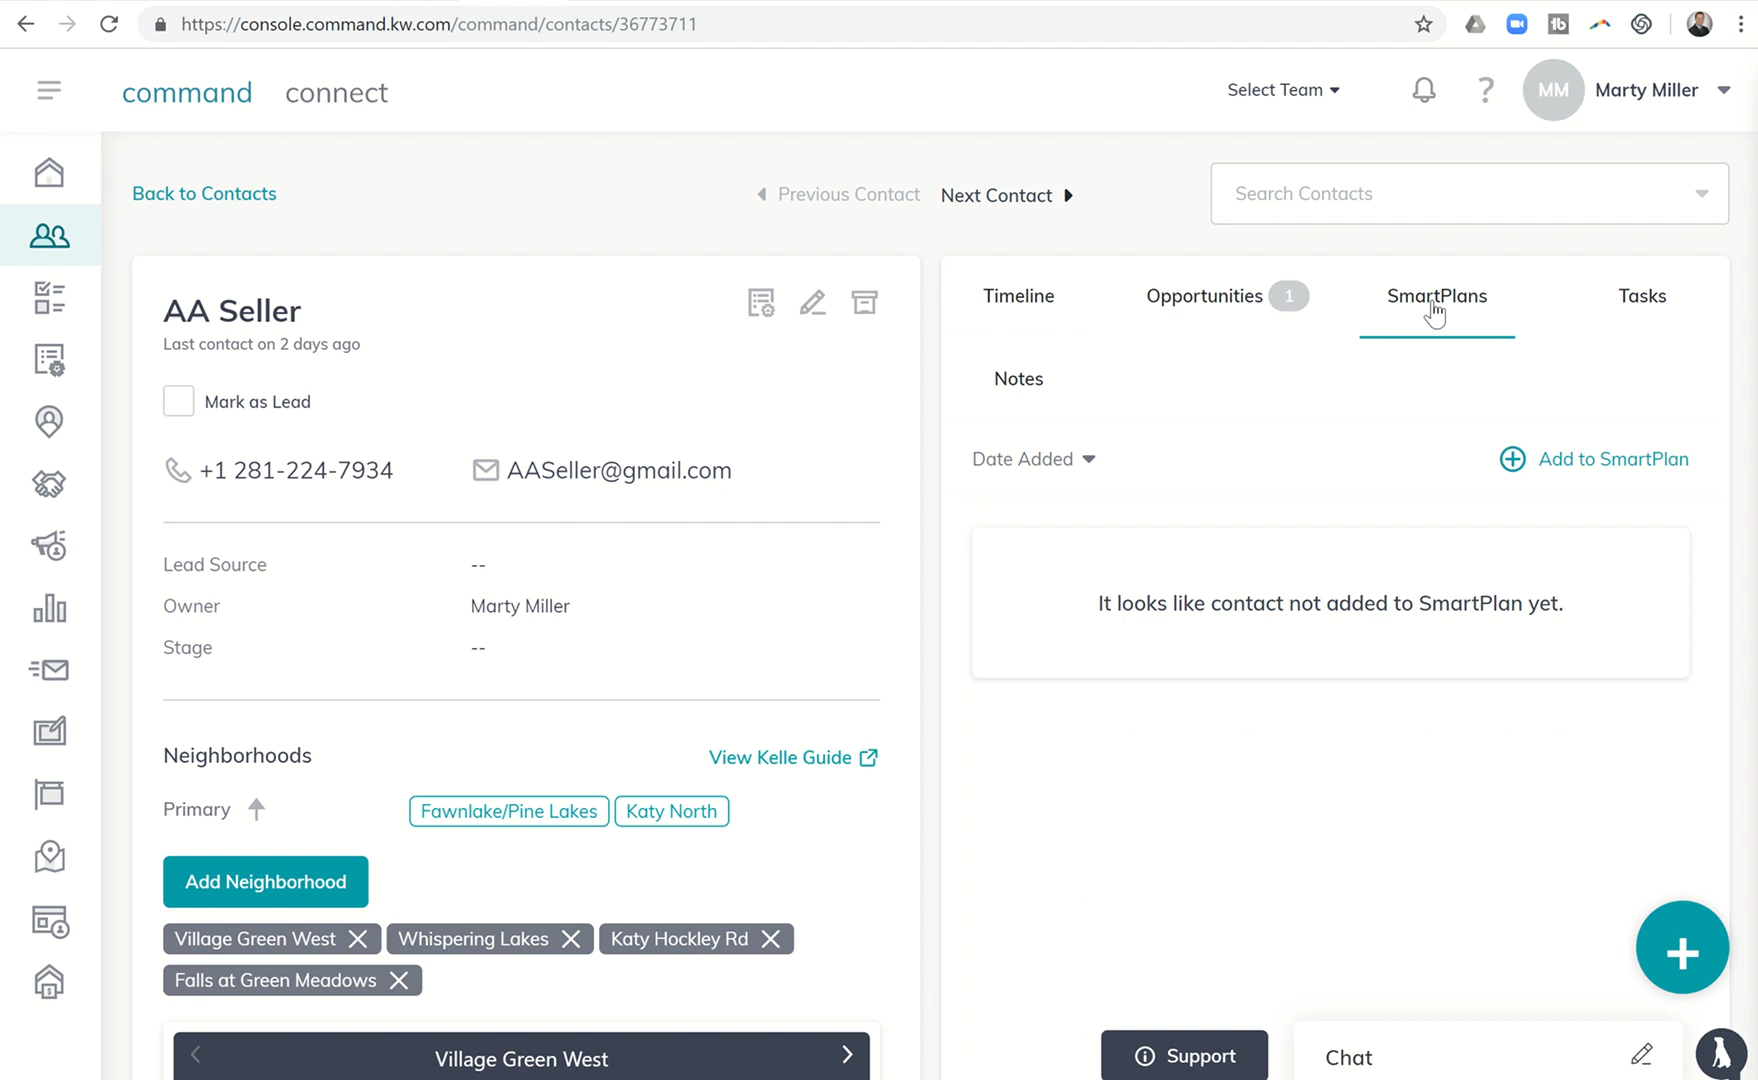 https://console.command.kw.com/command/contacts/36773711
command connect
Select Team
?
MM
Marty Miller
Back to Contacts
Previous Contact
Next Contact
Search Contacts
AA Seller
Last contact on 2 days ago
Mark as Lead
+1 281-224-7934
AASeller@gmail.com
Lead Source --
Owner Marty Miller
Stage --
Neighborhoods
View Kelle Guide
Primary
Fawnlake/Pine Lakes
Katy North
Add Neighborhood
Village Green West
Whispering Lakes
Katy Hockley Rd
Falls at Green Meadows
Village Green West
Timeline
Opportunities 1
SmartPlans
Tasks
Notes
Date Added
Add to SmartPlan
It looks like contact not added to SmartPlan yet.
Support
Chat